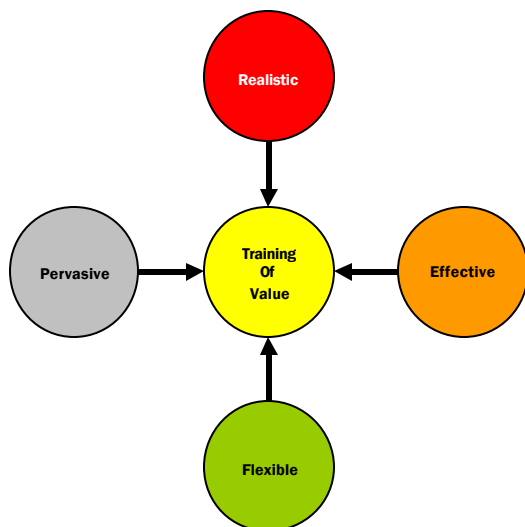 Realistic
Pervasive
Training
Of
Value
Effective
Flexible